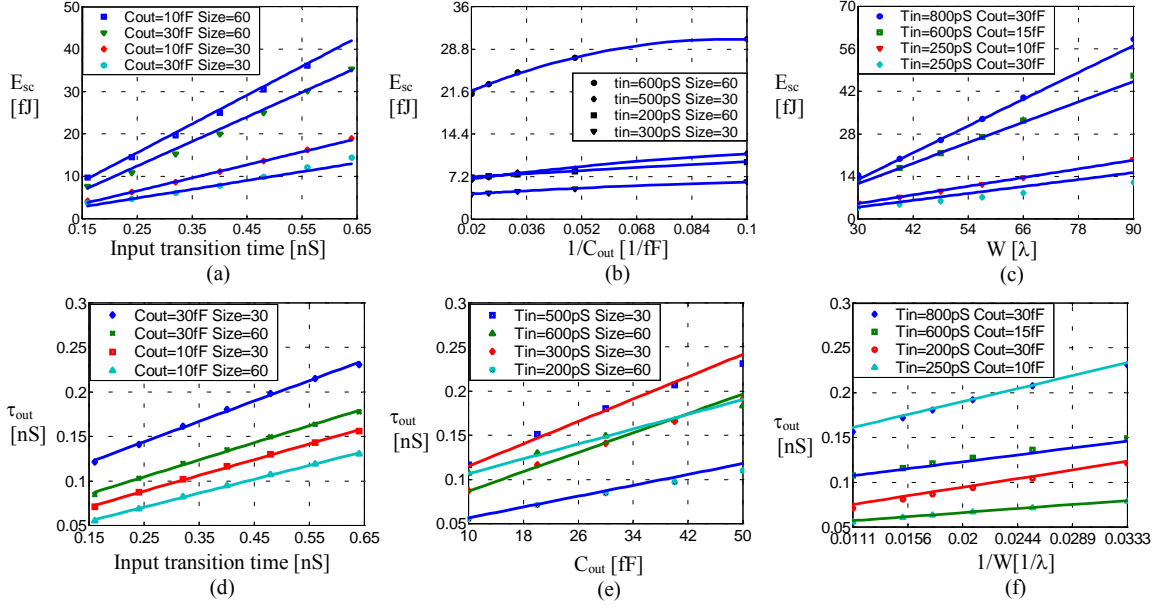 50
40
30
20
10
0
E_sc
[fJ]
Cout=10fF Size=60
Cout=30fF Size=60
Cout=10fF Size=30
Cout=30fF Size=30
0.15 0.25 0.35 0.45 0.55 0.65
Input transition time [nS]
(a)
36
28.8
21.6
14.4
7.2
0
tin=600pS Size=60
tin=500pS Size=30
tin=200pS Size=60
tin=300pS Size=30
0.02 0.036 0.052 0.068 0.084 0.1
1/C_out [1/fF]
(b)
70
56
42
28
14
0
E_sc
[fJ]
Tin=800pS Cout=30fF
Tin=600pS Cout=15fF
Tin=250pS Cout=10fF
Tin=250pS Cout=30fF
30 42 54 66 78 90
W [λ]
(c)
0.3
0.25
0.2
0.15
0.1
0.05
τ_out
[nS]
Cout=30fF Size=30
Cout=30fF Size=60
Cout=10fF Size=30
Cout=10fF Size=60
0.15 0.25 0.35 0.45 0.55 0.65
Input transition time [nS]
(d)
0.3
0.25
0.2
0.15
0.1
0.05
τ_out
[nS]
Tin=500pS Size=30
Tin=600pS Size=60
Tin=300pS Size=30
Tin=200pS Size=60
10 18 26 34 42 50
C_out [fF]
(e)
0.3
0.25
0.2
0.15
0.1
0.05
τ_out
[nS]
Tin=800pS Cout=30fF
Tin=600pS Cout=15fF
Tin=200pS Cout=30fF
Tin=250pS Cout=10fF
0.0111 0.0156 0.02 0.0244 0.0289 0.0333
1/W[1/λ]
(f)